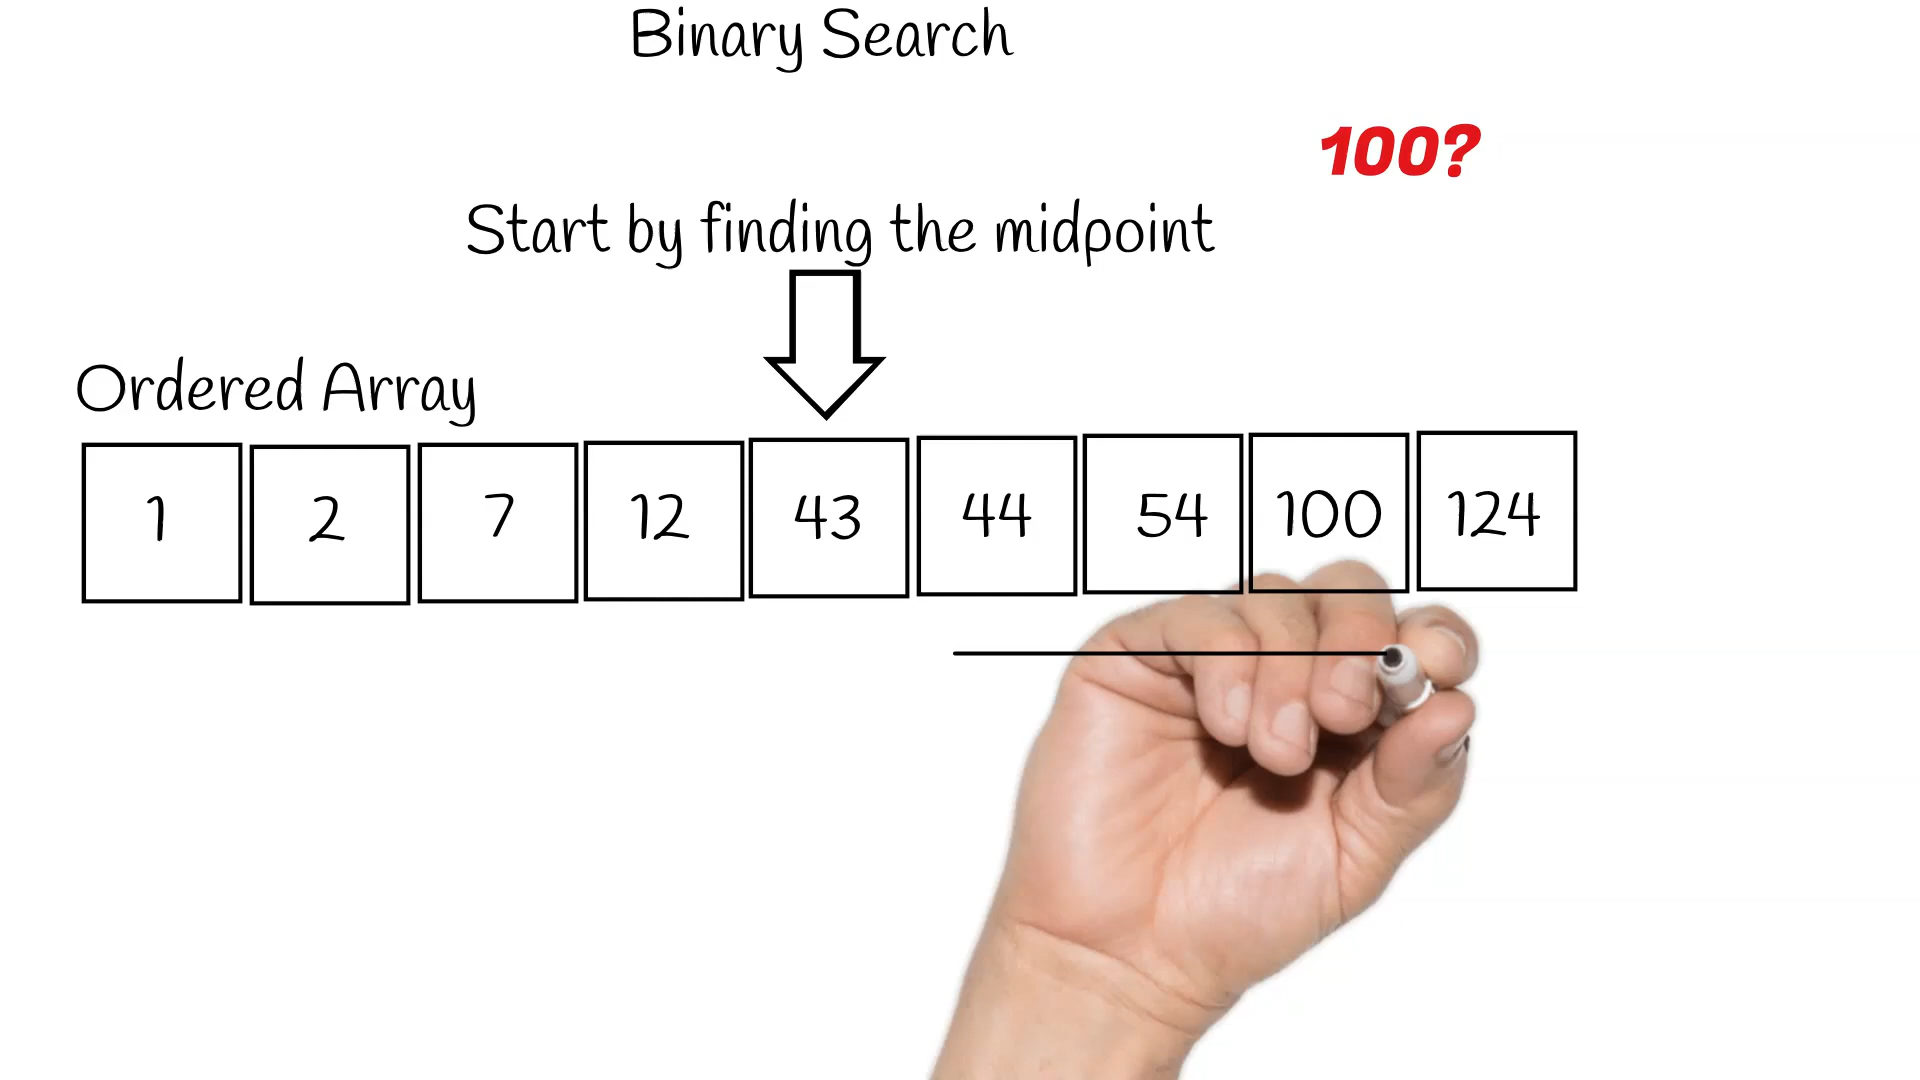 Binary Search
100?
Start by finding the midpoint
Ordered Array
1 2 7 12 43 44 54 100 124